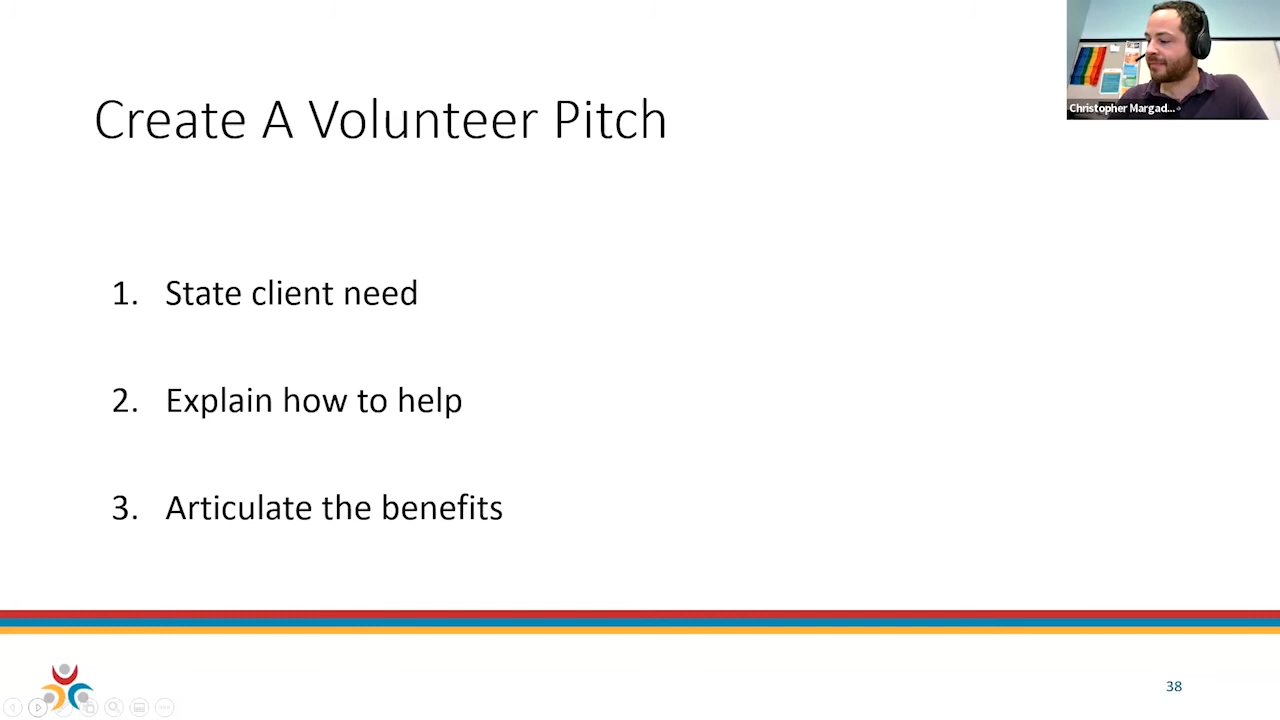 Create A Volunteer Pitch
Christopher Margad...
1. State client need
2. Explain how to help
3. Articulate the benefits
38